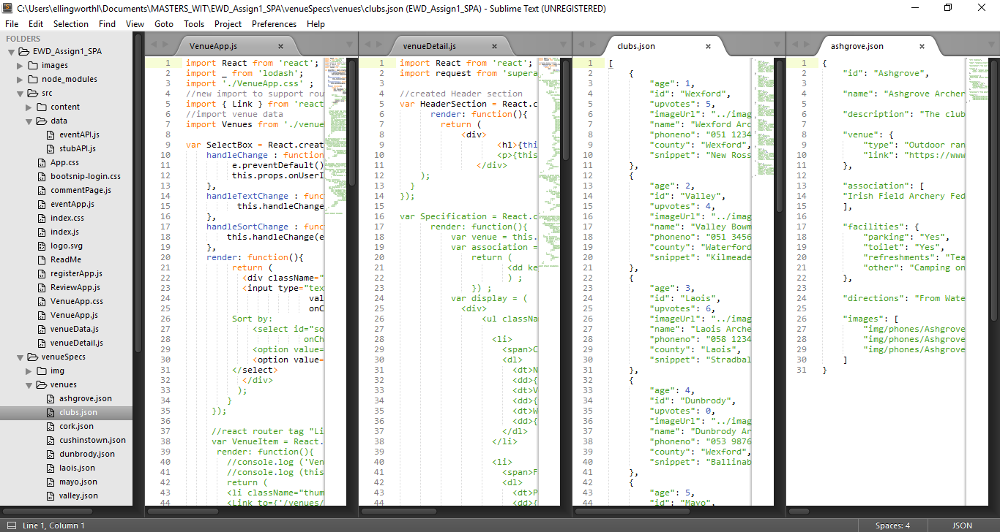 C:\Users\ellingworthl\Documents\MASTERS_WIT\EWD_Assign1_SPA\venueSpecs\venues\clubs.json (EWD_Assign1_SPA) - Sublime Text (UNREGISTERED)
File Edit Selection Find View Goto Tools Project Preferences Help
FOLDERS
EWD_Assign1_SPA
images
node_modules
src
content
data
eventAPI.js
stubAPI.js
App.css
bootsnip-login.css
commentPage.js
eventApp.js
index.css
index.js
logo.svg
ReadMe
registerApp.js
ReviewApp.js
VenueApp.css
VenueApp.js
venueData.js
venueDetail.js
venueSpecs
img
venues
ashgrove.json
clubs.json
cork.json
cushinstown.json
dunbrody.json
laois.json
mayo.json
valley.json
VenueApp.js ×
1 import React from 'react';
2 import _ from 'lodash';
3 import './VenueApp.css' ;
4 //new import to support rou
5 import { Link } from 'react
6 //import venue data
7 import Venues from './venue
8
9 var SelectBox = React.creat
10 handleChange : function
11 e.preventDefault()
12 this.props.onUserI
13 },
14 handleTextChange : func
15 this.handleChange
16 },
17 handleSortChange : func
18 this.handleChange(e
19 },
20 render: function(){
21 return (
22 <div className="
23 <input type="tex
24 val
25 onC
26 Sort by:
27 <select id="so
28 onCh
29 <option value=
30 <option value=
31 </select>
32 </div>
33 );
34 }
35 });
36
37 //react router tag "Li
38 var VenueItem = React.
39 render: function(){
40 //console.log ('Ven
41 //console.log (this
42 return (
43 <li className="thum
44 <Link to={'/venues/
venueDetail.js ×
1 import React from 'react';
2 import request from 'supera
3
4 //created Header section
5 var HeaderSection = React.c
6 render: function(){
7 return (
8 <div>
9 <h1>{thi
10 <p>{this
11 </div>
12 );
13 }
14 });
15
16 var Specification = React.c
17 render: function(){
18 var venue = this.
19 var association =
20 return (
21 <dd ke
22 ) ;
23 }) ;
24 var display = (
25 <div>
26 <ul classNa
27
28 <li>
29 <span>C
30 <dl>
31 <dt>N
32 <dd>{
33 <dt>V
34 <dd>{
35 <dt>W
36 <dd>{
37 </dl>
38 </li>
39
40 <li>
41 <span>F
42 <dl>
43 <dt>P
44 <dd>{
clubs.json ×
1 [
2 {
3 "age": 1,
4 "id": "Wexford",
5 "upvotes": 5,
6 "imageUrl": "../imag
7 "name": "Wexford Arc
8 "phoneno": "051 1234
9 "county": "Wexford",
10 "snippet": "New Ross
11 },
12 {
13 "age": 2,
14 "id": "Valley",
15 "upvotes": 4,
16 "imageUrl": "../imag
17 "name": "Valley Bowm
18 "phoneno": "051 3456
19 "county": "Waterford
20 "snippet": "Kilmeade
21 },
22 {
23 "age": 3,
24 "id": "Laois",
25 "upvotes": 6,
26 "imageUrl": "../imag
27 "name": "Laois Arche
28 "phoneno": "058 1234
29 "county": "Laois",
30 "snippet": "Stradbal
31 },
32 {
33 "age": 4,
34 "id": "Dunbrody",
35 "upvotes": 0,
36 "imageUrl": "../imag
37 "name": "Dunbrody Ar
38 "phoneno": "053 9876
39 "county": "Wexford",
40 "snippet": "Ballinab
41 },
42 {
43 "age": 5,
44 "id": "Mayo",
ashgrove.json ×
1 {
2 "id": "Ashgrove",
3
4 "name": "Ashgrove Archer
5
6 "description": "The club
7
8 "venue": {
9 "type": "Outdoor ran
10 "link": "https://www
11 },
12
13 "association": [
14 "Irish Field Archery Fed
15 ],
16
17 "facilities": {
18 "parking": "Yes",
19 "toilet": "Yes",
20 "refreshments": "Tea
21 "other": "Camping on
22 },
23
24 "directions": "From Wate
25
26 "images": [
27 "img/phones/Ashgrove
28 "img/phones/Ashgrove
29 "img/phones/Ashgrove
30 ]
31 }
Line 1, Column 1
Spaces: 4
JSON